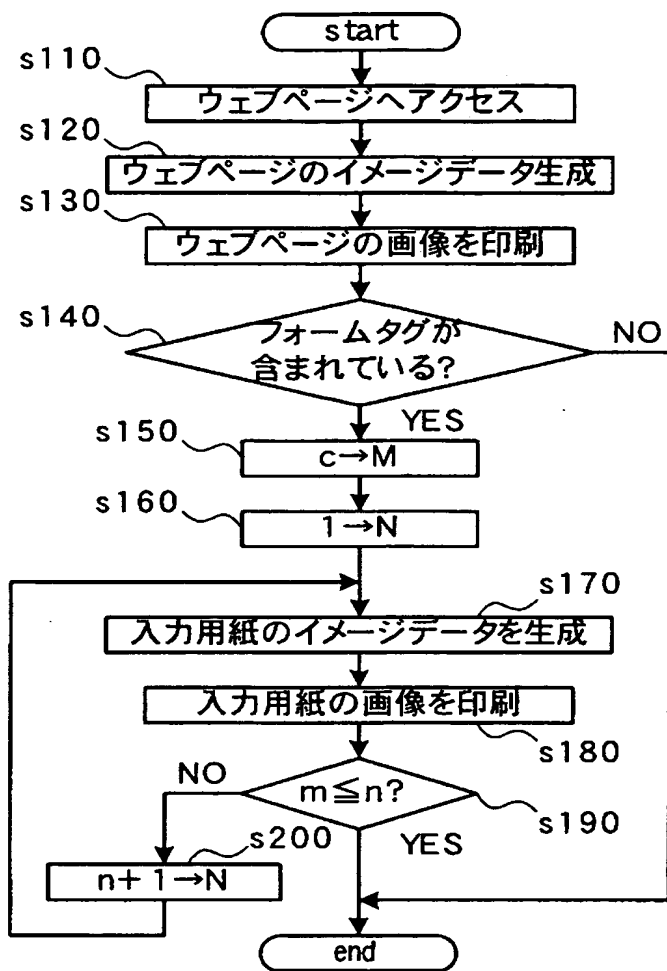 start
s110
ウェブページへアクセス
s120
ウェブページのイメージデータ生成
s130
ウェブページの画像を印刷
s140
フォームタグが
含まれている?
NO
YES
s150
c→M
s160
1→N
s170
入力用紙のイメージデータを生成
入力用紙の画像を印刷
s180
NO
m≦n?
s190
s200
YES
n+1→N
end